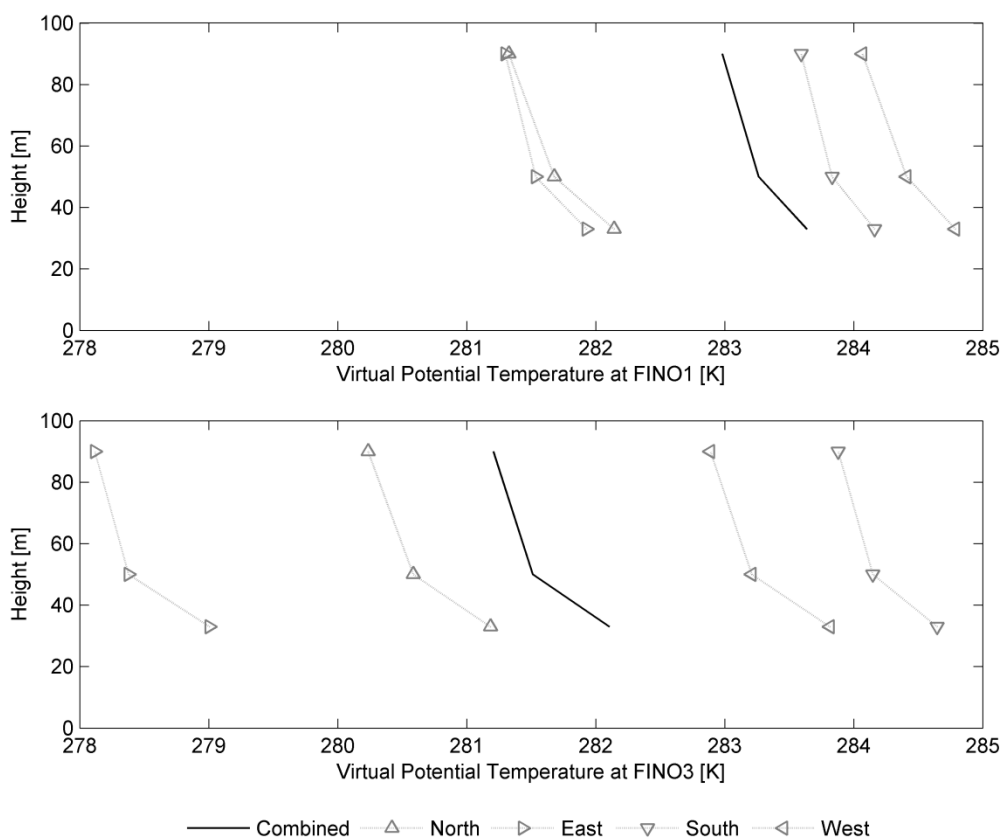 100
80
60
40
20
0
Height [m]
278 279 280 281 282 283 284 285
Virtual Potential Temperature at FINO1 [K]
100
80
60
40
20
0
Height [m]
278 279 280 281 282 283 284 285
Virtual Potential Temperature at FINO3 [K]
Combined North East South West